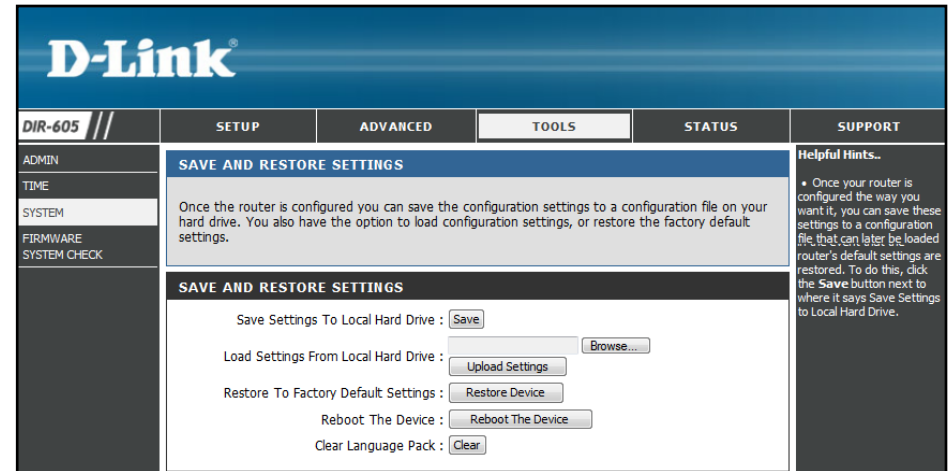 D-Link®
DIR-605
SETUP
ADVANCED
TOOLS
STATUS
SUPPORT
ADMIN
TIME
SYSTEM
FIRMWARE
SYSTEM CHECK
SAVE AND RESTORE SETTINGS
Once the router is configured you can save the configuration settings to a configuration file on your
hard drive. You also have the option to load configuration settings, or restore the factory default
settings.
SAVE AND RESTORE SETTINGS
Save Settings To Local Hard Drive : Save
Load Settings From Local Hard Drive : Browse...
Upload Settings
Restore To Factory Default Settings : Restore Device
Reboot The Device : Reboot The Device
Clear Language Pack : Clear
Helpful Hints..
• Once your router is
configured the way you
want it, you can save these
settings to a configuration
file that can later be loaded
in the event that the
router's default settings are
restored. To do this, click
the Save button next to
where it says Save Settings
to Local Hard Drive.